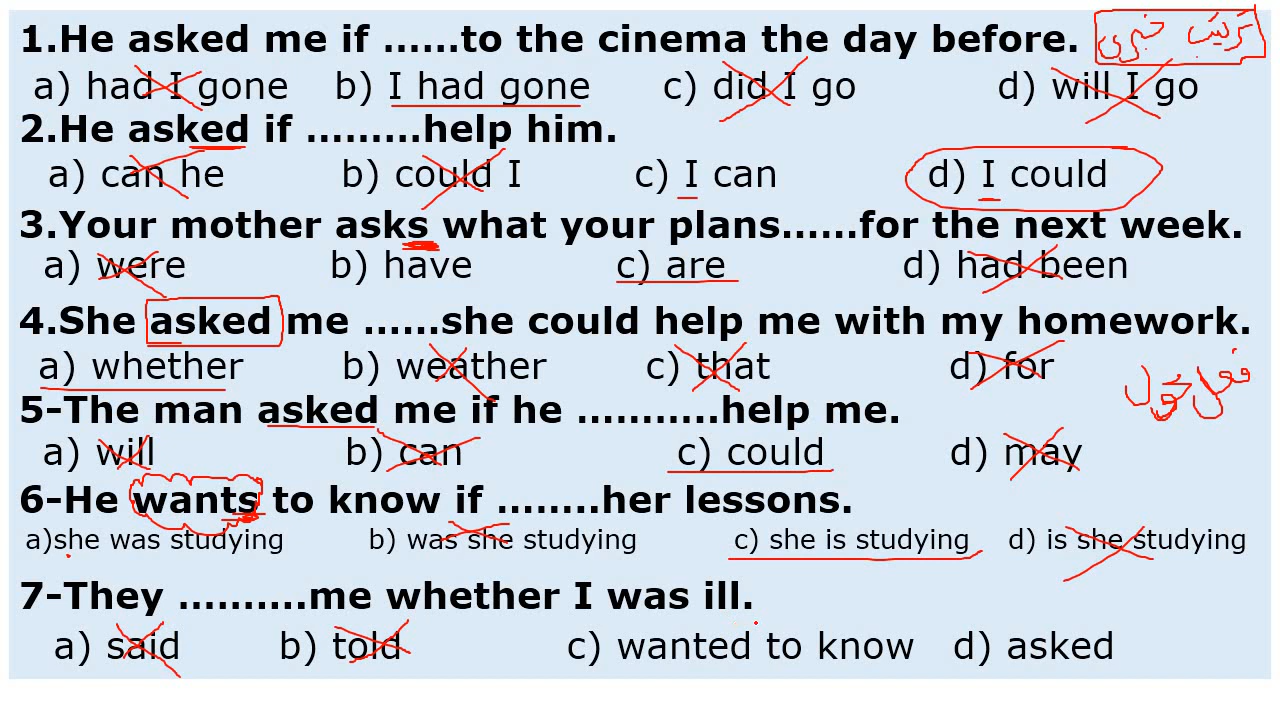 1.He asked me if ......to the cinema the day before. ترتيب خبرى
a) had I gone b) I had gone c) did I go d) will I go
2.He asked if .........help him.
a) can he b) could I c) I can d) I could
3.Your mother asks what your plans......for the next week.
a) were b) have c) are d) had been
4.She asked me ......she could help me with my homework.
a) whether b) weather c) that d) for
5-The man asked me if he ...........help me.
a) will b) can c) could d) may
6-He wants to know if ........her lessons.
a)she was studying b) was she studying c) she is studying d) is she studying
7-They ..........me whether I was ill.
a) said b) told c) wanted to know d) asked